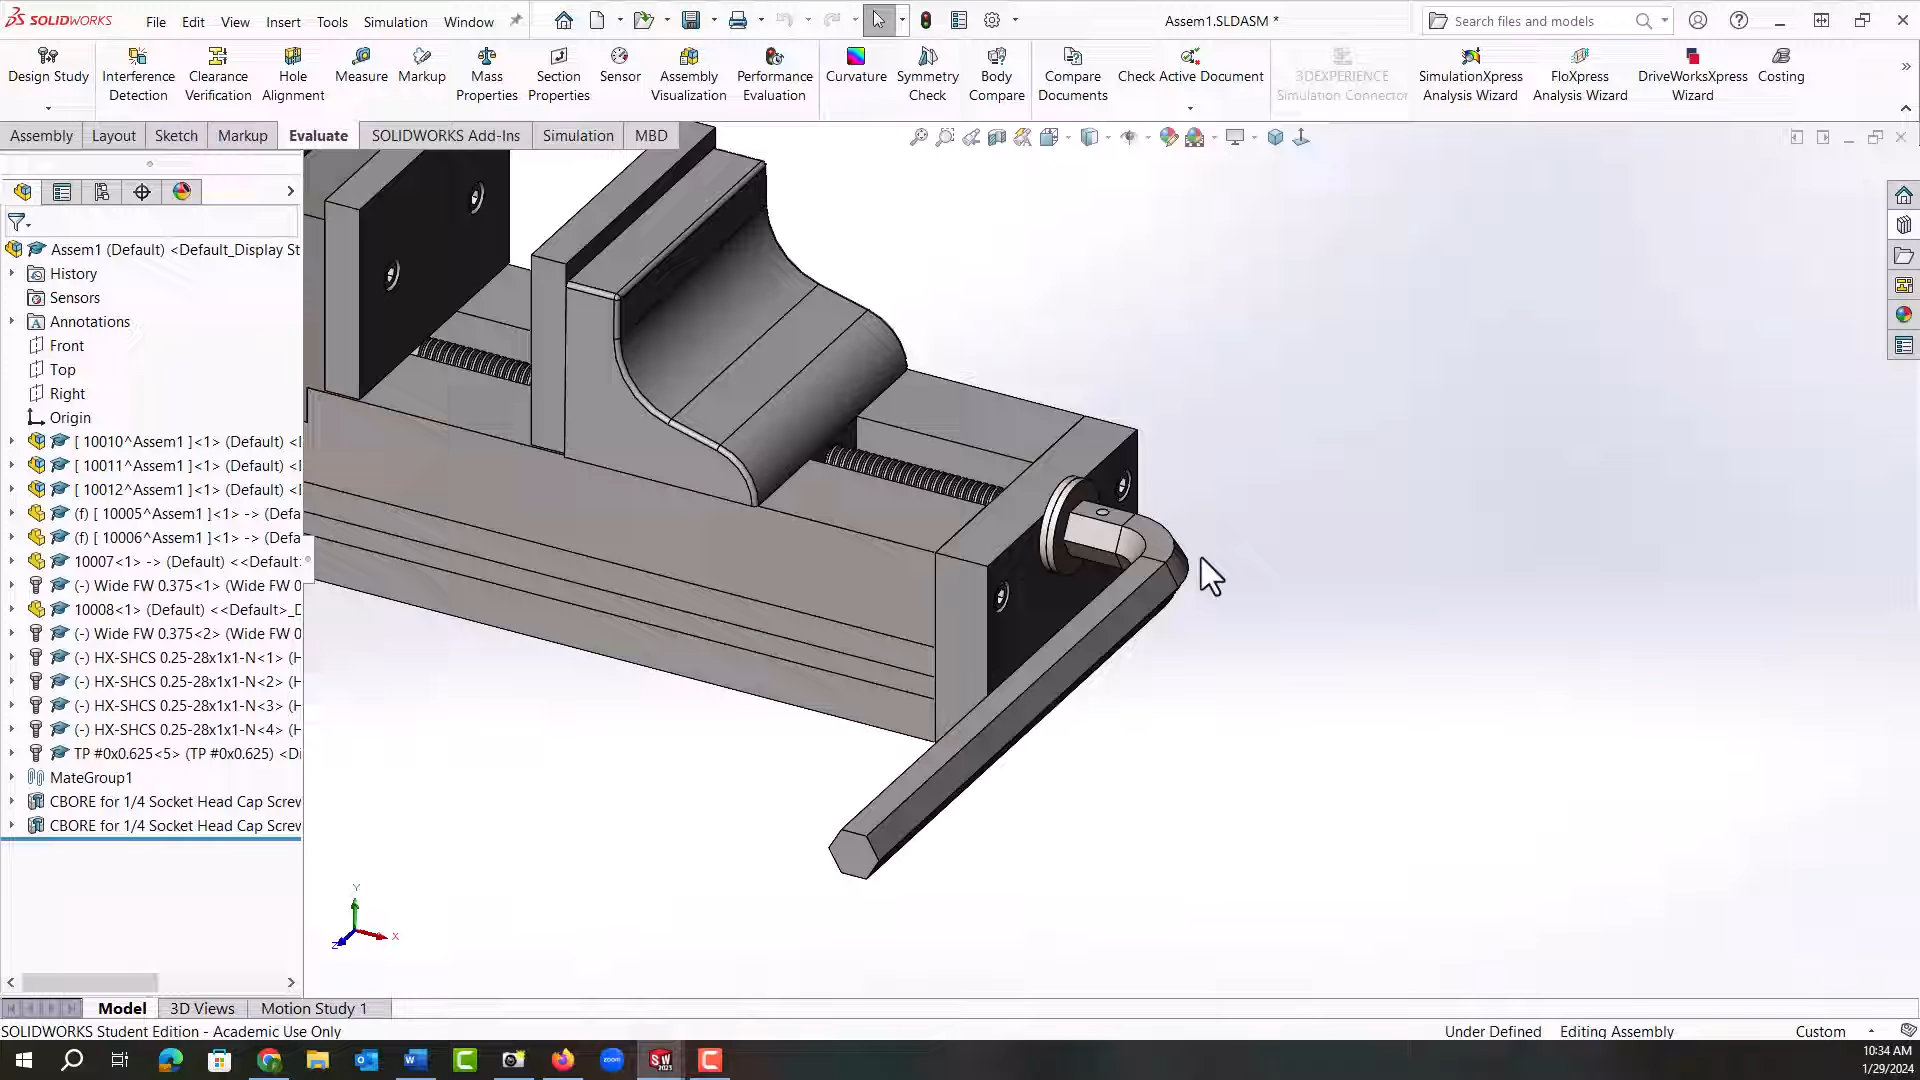 SOLIDWORKS File Edit View Insert Tools Simulation Window Assem1.SLDASM * Search files and models
Design Study Interference Detection Clearance Verification Hole Alignment Measure Markup Mass Properties Section Properties Sensor Assembly Visualization Performance Evaluation Curvature Symmetry Check Body Compare Compare Documents Check Active Document 3DEXPERIENCE Simulation Connector SimulationXpress Analysis Wizard FloXpress Analysis Wizard DriveWorksXpress Wizard Costing
Assembly Layout Sketch Markup Evaluate SOLIDWORKS Add-Ins Simulation MBD
Assem1 (Default) <Default_Display St
History
Sensors
Annotations
Front
Top
Right
Origin
[ 10010^Assem1 ]<1> (Default) <
[ 10011^Assem1 ]<1> (Default) <
[ 10012^Assem1 ]<1> (Default) <
(f) [ 10005^Assem1 ]<1> -> (Defa
(f) [ 10006^Assem1 ]<1> -> (Defa
10007<1> -> (Default) <<Default
(-) Wide FW 0.375<1> (Wide FW 0
10008<1> (Default) <<Default>_D
(-) Wide FW 0.375<2> (Wide FW 0
(-) HX-SHCS 0.25-28x1x1-N<1> (H
(-) HX-SHCS 0.25-28x1x1-N<2> (H
(-) HX-SHCS 0.25-28x1x1-N<3> (H
(-) HX-SHCS 0.25-28x1x1-N<4> (H
TP #0x0.625<5> (TP #0x0.625) <Di
MateGroup1
CBORE for 1/4 Socket Head Cap Screw
CBORE for 1/4 Socket Head Cap Screw
Y
X
Z
Model 3D Views Motion Study 1
SOLIDWORKS Student Edition - Academic Use Only Under Defined Editing Assembly Custom
10:34 AM
1/29/2024